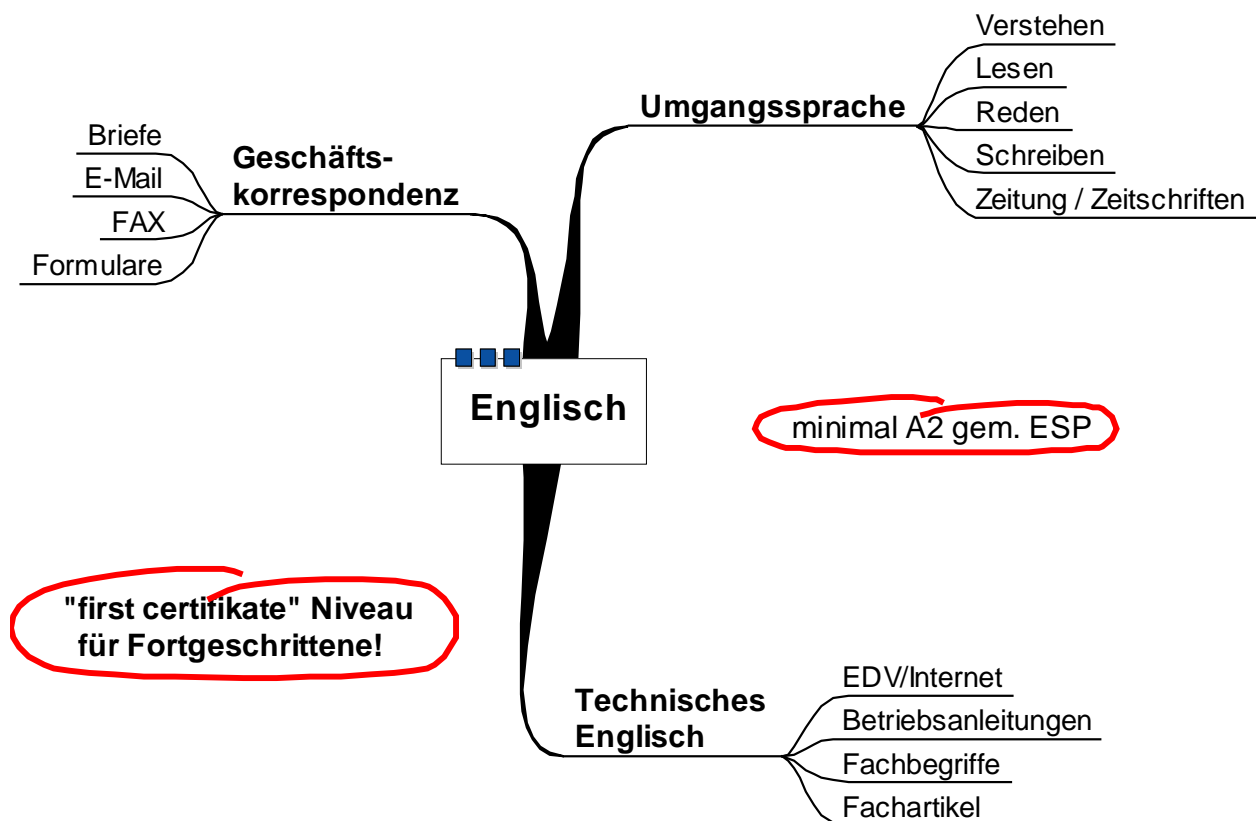 Verstehen
Lesen
Umgangssprache
Reden
Schreiben
Zeitung / Zeitschriften
Briefe
E-Mail
FAX
Formulare
Geschäfts-
korrespondenz
Englisch
minimal A2 gem. ESP
"first certifikate" Niveau
für Fortgeschrittene!
Technisches
Englisch
EDV/Internet
Betriebsanleitungen
Fachbegriffe
Fachartikel